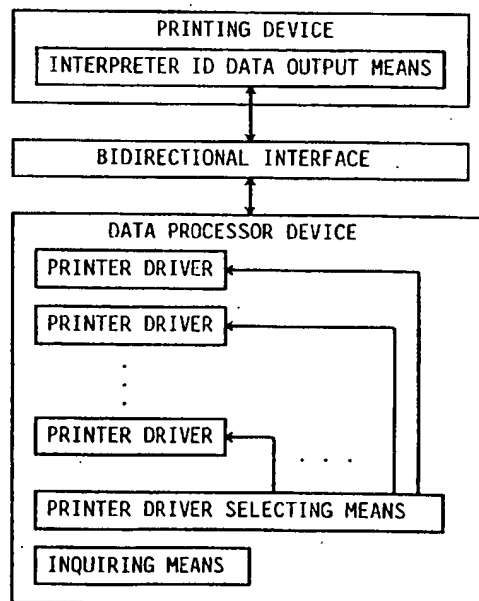 PRINTING DEVICE
INTERPRETER ID DATA OUTPUT MEANS
BIDIRECTIONAL INTERFACE
DATA PROCESSOR DEVICE
PRINTER DRIVER
PRINTER DRIVER
PRINTER DRIVER
PRINTER DRIVER SELECTING MEANS
INQUIRING MEANS